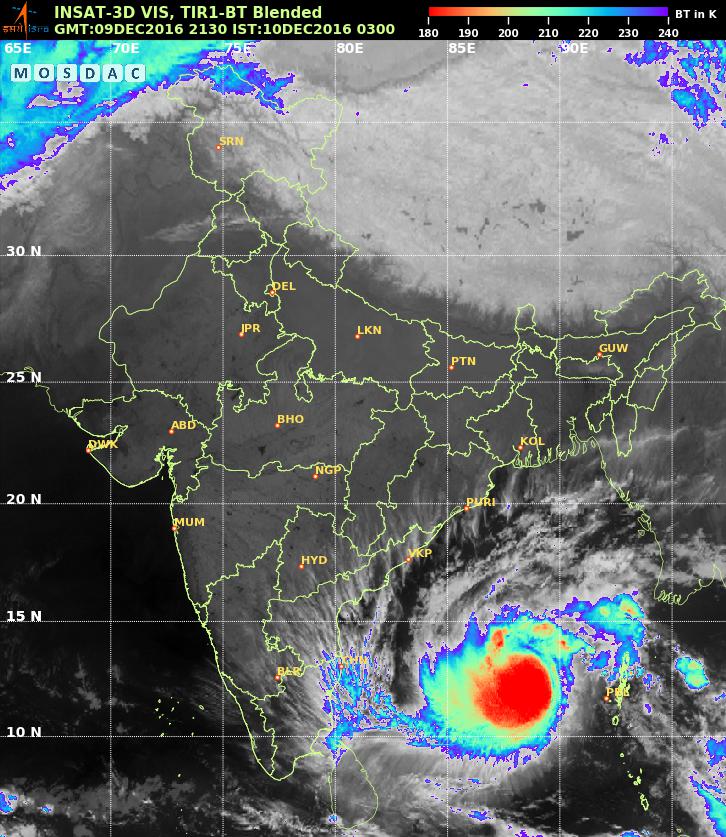 INSAT-3D VIS, TIR1-BT Blended
GMT:09DEC2016 2130 IST:10DEC2016 0300
BT in K
180 190 200 210 220 230 240
65E 70E 75E 80E 85E 90E
MOSDAC
SRN
30 N
DEL
JPR
LKN
GUW
PTN
25 N
ABD
BHO
DWK
KOL
NGP
20 N
PURI
MUM
VKP
HYD
15 N
BLR
10 N